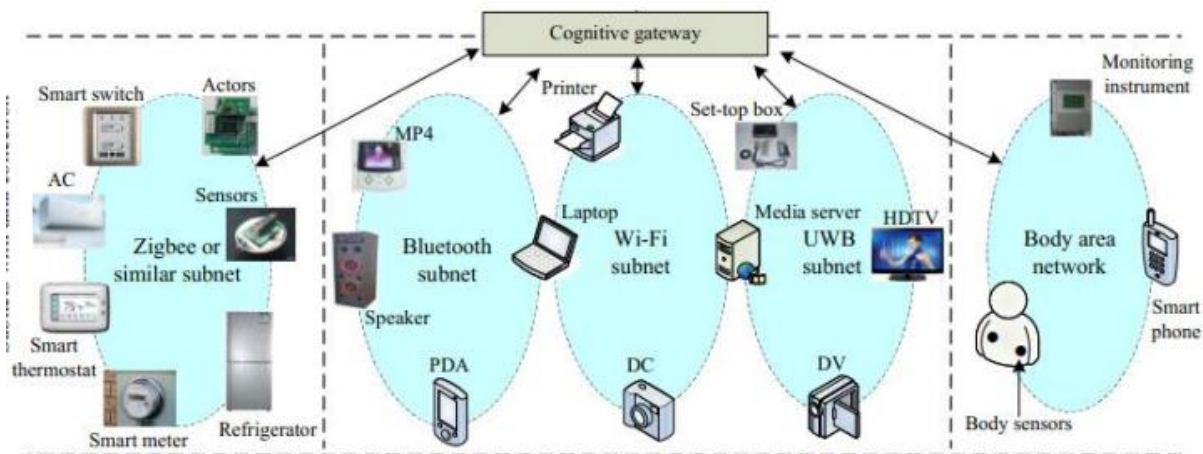 Cognitive gateway
Smart switch
Actors
AC
Sensors
Zigbee or
similar subnet
Smart
thermostat
Smart meter
Refrigerator
MP4
Bluetooth
subnet
Speaker
PDA
Printer
Laptop
Wi-Fi
subnet
DC
Set-top box
Media server
UWB
subnet
HDTV
DV
Monitoring
instrument
Body area
network
Smart
phone
Body sensors